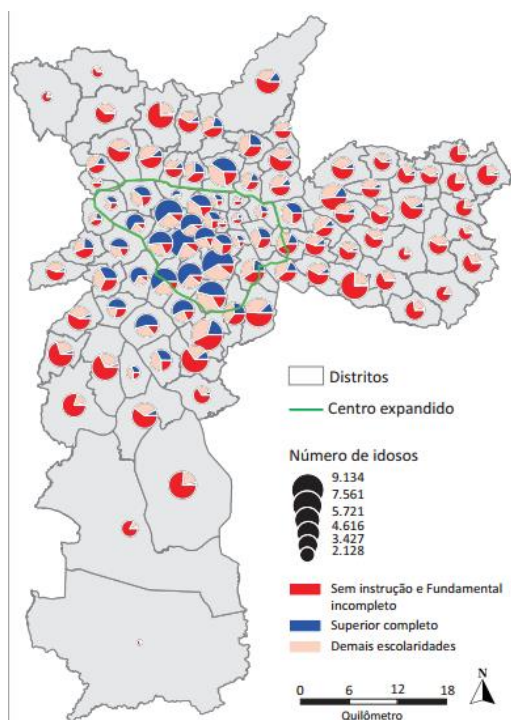 Distritos
Centro expandido
Número de idosos
9.134
7.561
5.721
4.616
3.427
2.128
Sem instrução e Fundamental
incompleto
Superior completo
Demais escolaridades
N
0 6 12 18
Quilômetro